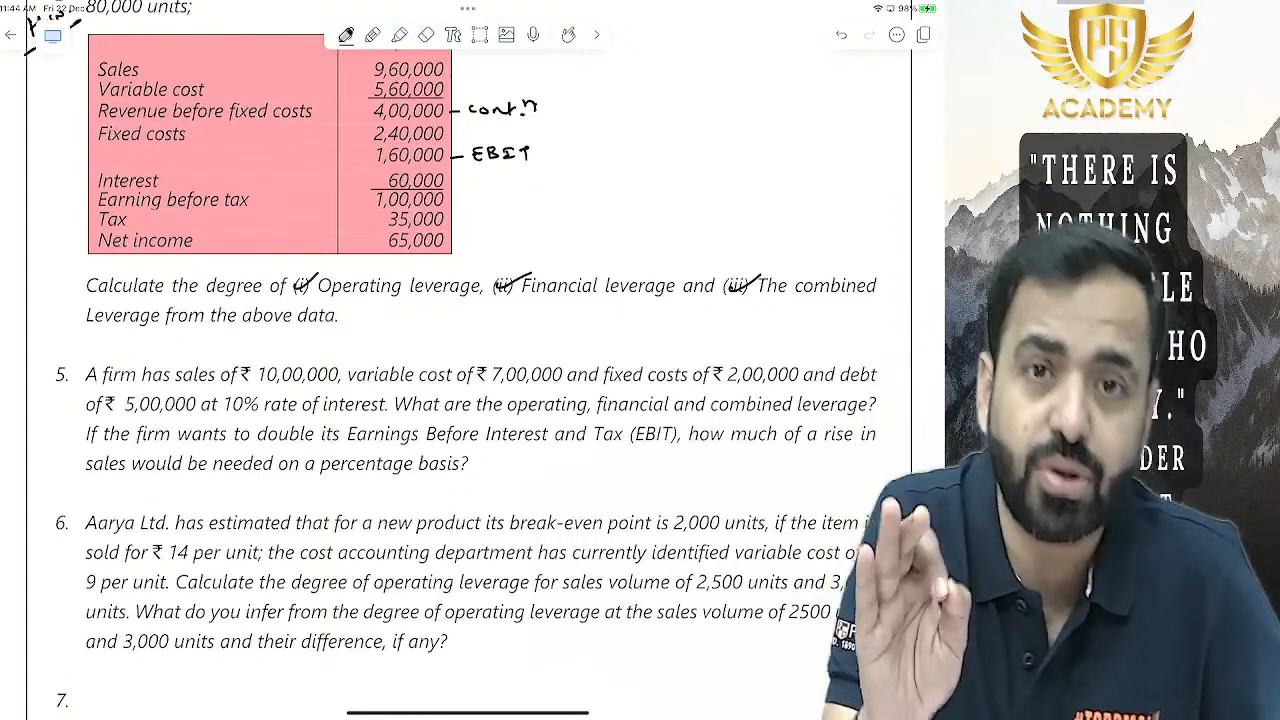 11:44 AM Fri 22 Dec
98%
80,000 units;
Sales 9,60,000
Variable cost 5,60,000
Revenue before fixed costs 4,00,000 - cont.n
Fixed costs 2,40,000
1,60,000 - EBIT
Interest 60,000
Earning before tax 1,00,000
Tax 35,000
Net income 65,000
Calculate the degree of (i) Operating leverage, (ii) Financial leverage and (iii) The combined
Leverage from the above data.
5. A firm has sales of ₹ 10,00,000, variable cost of ₹ 7,00,000 and fixed costs of ₹ 2,00,000 and debt
of ₹ 5,00,000 at 10% rate of interest. What are the operating, financial and combined leverage?
If the firm wants to double its Earnings Before Interest and Tax (EBIT), how much of a rise in
sales would be needed on a percentage basis?
6. Aarya Ltd. has estimated that for a new product its break-even point is 2,000 units, if the item
sold for ₹ 14 per unit; the cost accounting department has currently identified variable cost
9 per unit. Calculate the degree of operating leverage for sales volume of 2,500 units and
units. What do you infer from the degree of operating leverage at the sales volume of 2500
and 3,000 units and their difference, if any?
7.
PS
ACADEMY
"THERE IS
NOTHING
HO
."